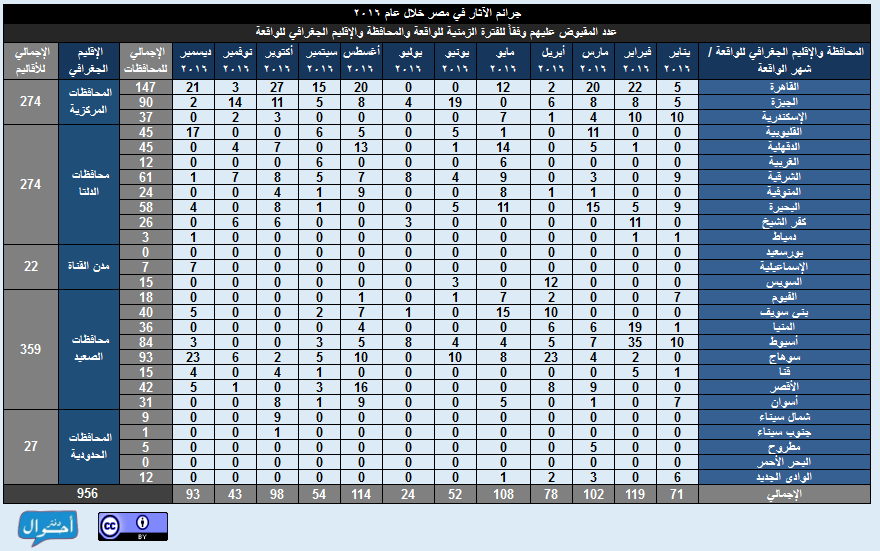 جرائم الآثار في مصر خلال عام ٢٠١٦
عدد المقبوض عليهم وفقاً للفترة الزمنية للواقعة والمحافظة والإقليم الجغرافي للواقعة
المحافظة والإقليم الجغرافي للواقعة / شهر الواقعة يناير ٢٠١٦ فبراير ٢٠١٦ مارس ٢٠١٦ أبريل ٢٠١٦ مايو ٢٠١٦ يونيو ٢٠١٦ يوليو ٢٠١٦ أغسطس ٢٠١٦ سبتمبر ٢٠١٦ أكتوبر ٢٠١٦ نوفمبر ٢٠١٦ ديسمبر ٢٠١٦ الإجمالي للمحافظات الإقليم الجغرافي الإجمالي للأقاليم
القاهرة 5 22 20 2 12 0 0 20 15 27 3 21 147 المحافظات المركزية 274
الجيزة 5 8 8 6 0 19 4 8 5 11 14 2 90
الإسكندرية 10 10 4 1 7 0 0 0 0 3 2 0 37
القليوبية 0 0 11 0 1 5 0 5 6 0 0 17 45 محافظات الدلتا 274
الدقهلية 0 1 5 0 14 1 0 13 0 7 4 0 45
الغربية 0 0 0 0 6 0 0 0 6 0 0 0 12
الشرقية 9 0 3 0 9 4 8 7 5 8 7 1 61
المنوفية 0 0 1 1 8 0 0 9 1 4 0 0 24
البحيرة 9 5 15 0 11 5 0 0 1 8 0 4 58
كفر الشيخ 0 11 0 0 0 0 3 0 0 6 6 0 26
دمياط 1 1 0 0 0 0 0 0 0 0 0 1 3
بورسعيد 0 0 0 0 0 0 0 0 0 0 0 0 0 مدن القناة 22
الإسماعيلية 0 0 0 0 0 0 0 0 0 0 0 7 7
السويس 0 0 0 12 0 3 0 0 0 0 0 0 15
الفيوم 7 0 0 2 7 1 0 1 0 0 0 0 18 محافظات الصعيد 359
بنى سويف 0 0 0 10 15 0 1 2 7 0 0 5 40
المنيا 1 19 6 6 0 0 0 4 0 0 0 0 36
أسيوط 10 35 7 5 4 4 8 5 3 0 0 3 84
سوهاج 0 2 4 23 8 10 0 10 5 2 6 23 93
قنا 1 5 0 0 0 0 0 0 1 4 0 4 15
الأقصر 0 0 9 8 0 0 0 16 3 0 1 5 42
أسوان 7 0 1 0 5 0 0 9 1 8 0 0 31
شمال سيناء 0 0 0 0 0 0 0 0 0 9 0 0 9 المحافظات الحدودية 27
جنوب سيناء 0 0 0 0 0 0 0 0 0 1 0 0 1
مطروح 0 0 5 0 0 0 0 0 0 0 0 0 5
البحر الأحمر 0 0 0 0 0 0 0 0 0 0 0 0 0
الوادى الجديد 6 0 3 2 1 0 0 0 0 0 0 0 12
الإجمالي 71 119 102 78 108 52 24 114 54 98 43 93 956
دفتر أحوال
cc BY